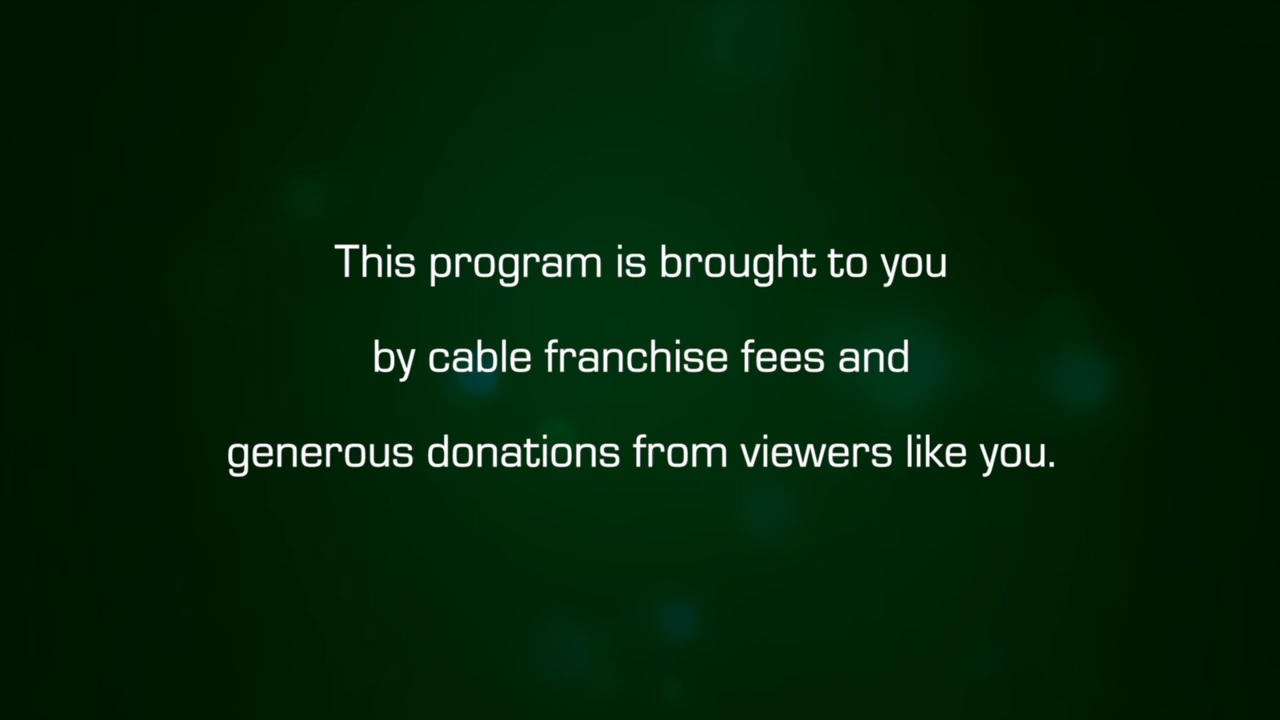 This program is brought to you
by cable franchise fees and
generous donations from viewers like you.